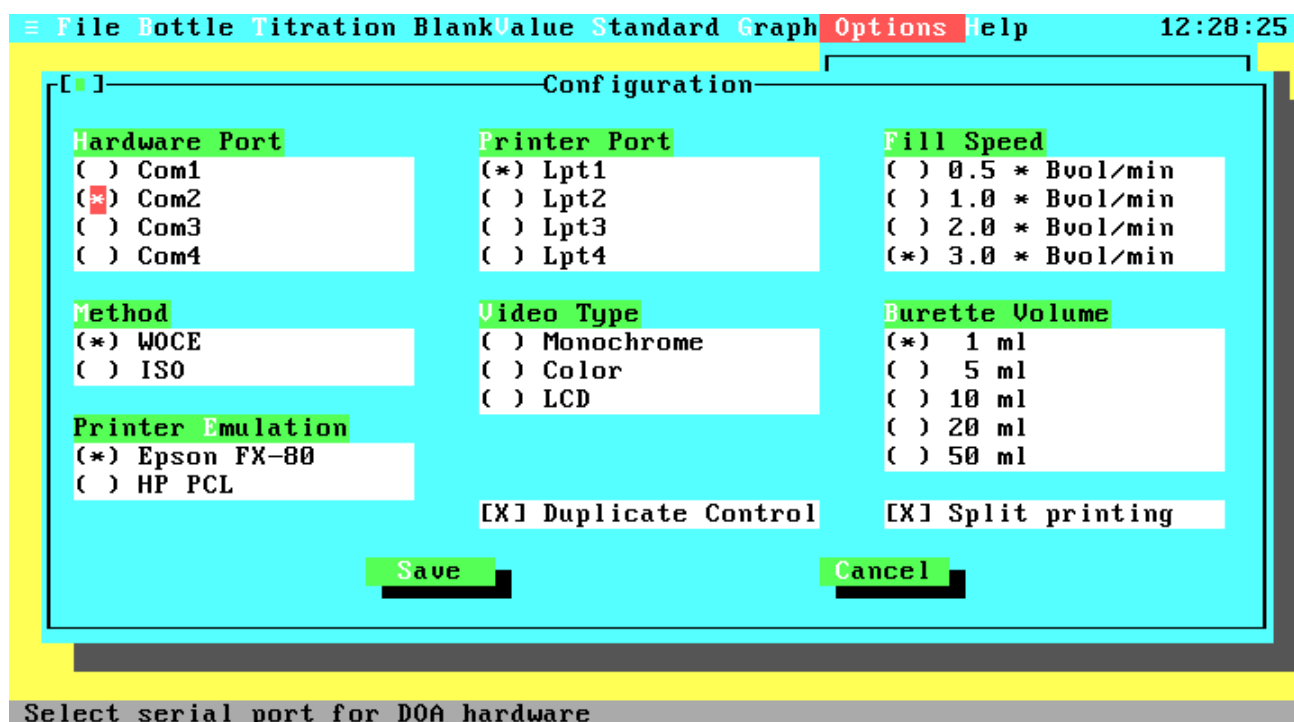 ≡ File Bottle Titration BlankValue Standard Graph Options Help 12:28:25
[■] Configuration
Hardware Port
( ) Com1
(*) Com2
( ) Com3
( ) Com4
Printer Port
(*) Lpt1
( ) Lpt2
( ) Lpt3
( ) Lpt4
Fill Speed
( ) 0.5 * Bvol/min
( ) 1.0 * Bvol/min
( ) 2.0 * Bvol/min
(*) 3.0 * Bvol/min
Method
(*) WOCE
( ) ISO
Video Type
( ) Monochrome
( ) Color
( ) LCD
Burette Volume
(*) 1 ml
( ) 5 ml
( ) 10 ml
( ) 20 ml
( ) 50 ml
Printer Emulation
(*) Epson FX-80
( ) HP PCL
[X] Duplicate Control
[X] Split printing
Save
Cancel
Select serial port for DOA hardware